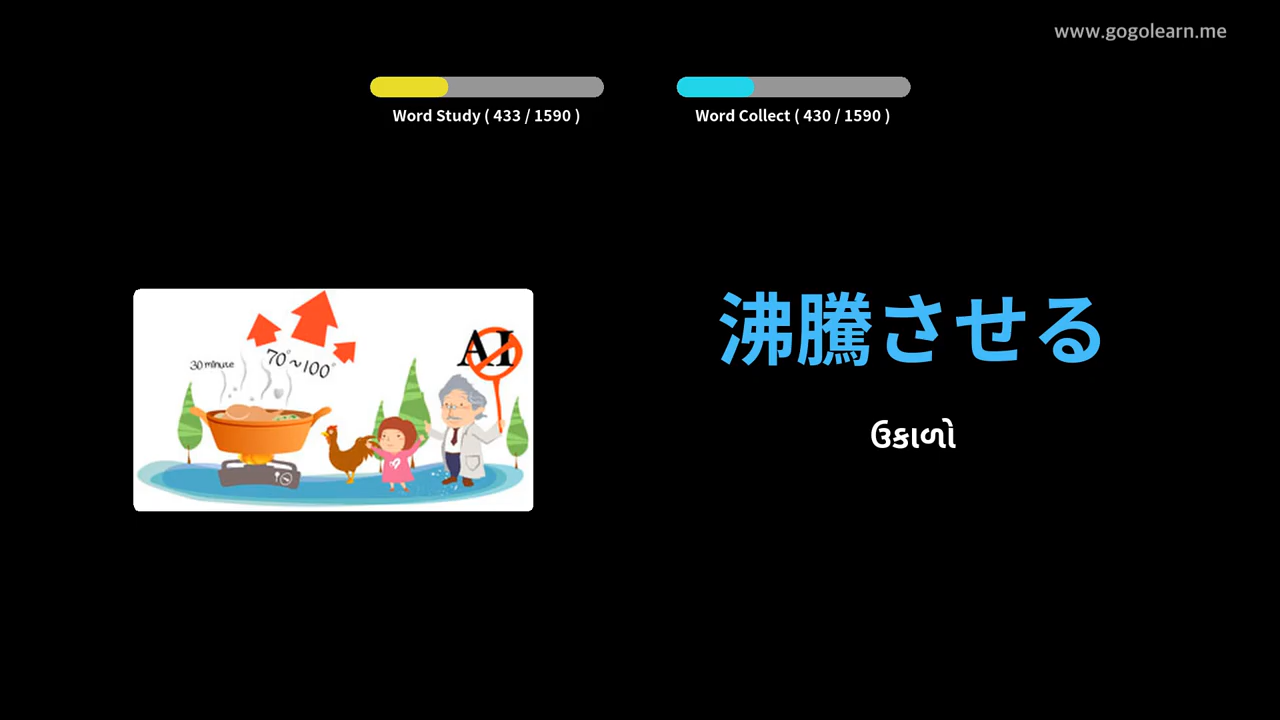 www.gogolearn.me
Word Study ( 433 / 1590 )
Word Collect ( 430 / 1590 )
30 minute
70°~100°
AI
沸騰させる
ઉકાળો